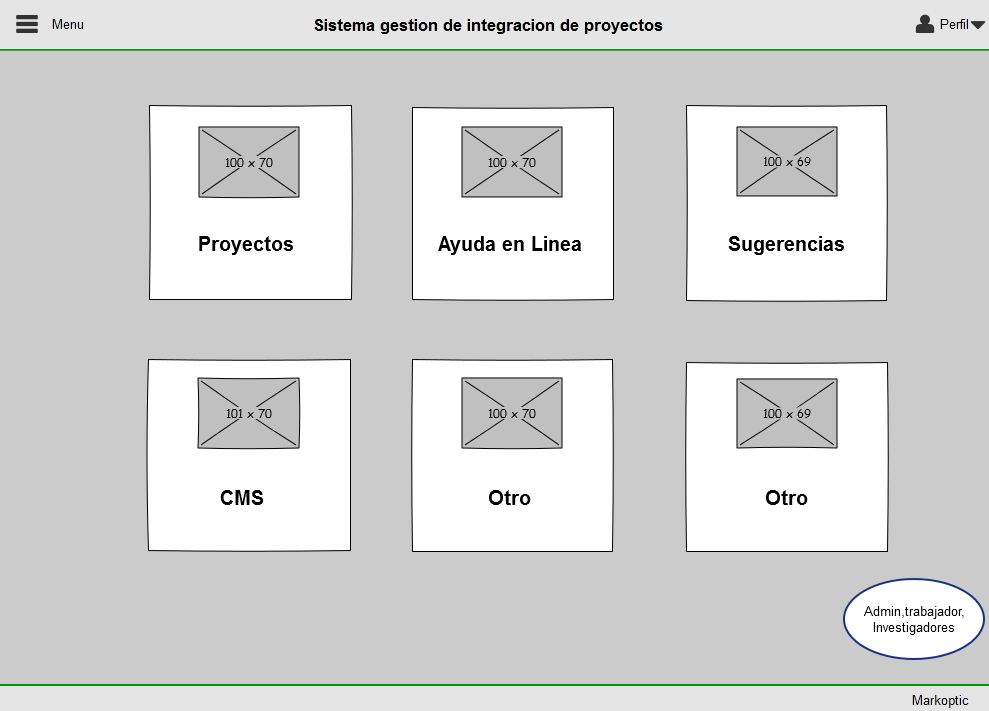 Menu
Sistema gestion de integracion de proyectos
Perfil
100 x 70
100 x 70
100 x 69
Proyectos
Ayuda en Linea
Sugerencias
101 x 70
100 x 70
100 x 69
CMS
Otro
Otro
Admin,trabajador,
Investigadores
Markoptic